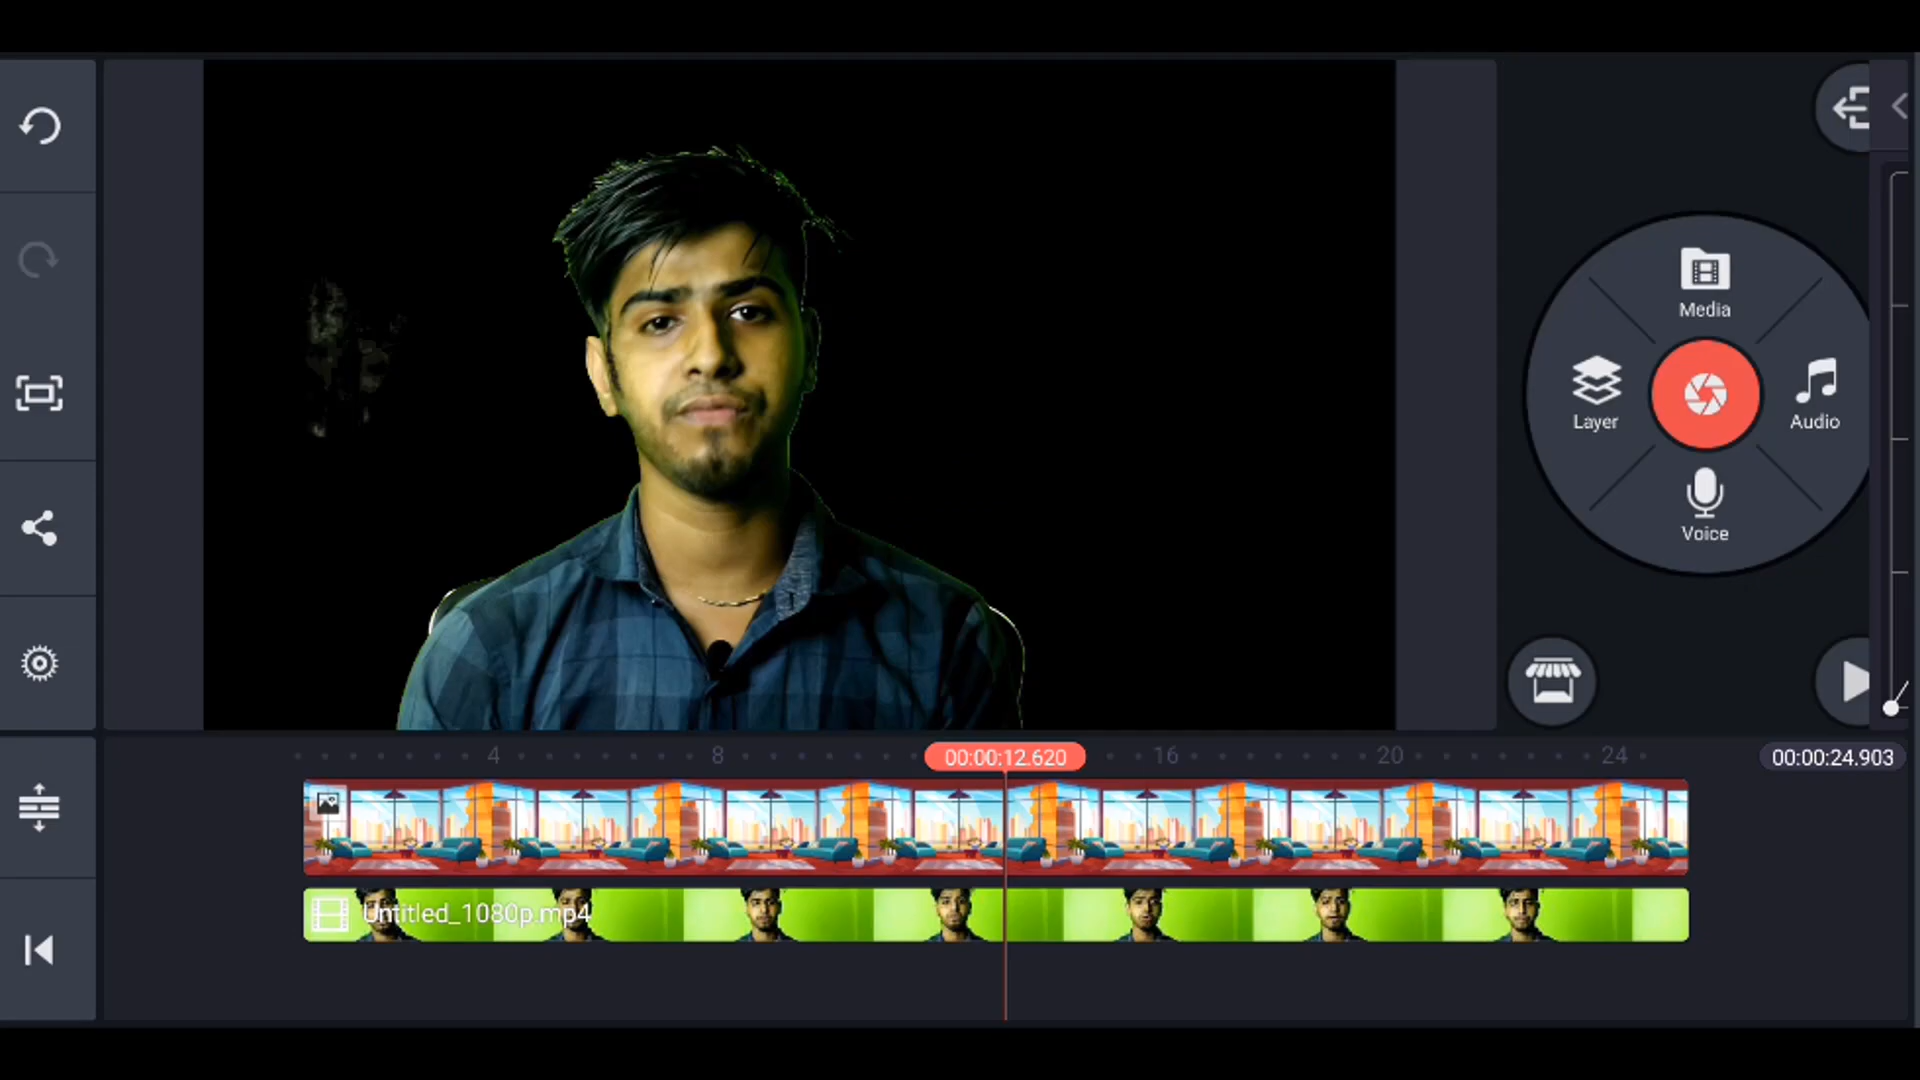 Media
Layer
Audio
Voice
4
8
00:00:12.620
16
20
24
00:00:24.903
Untitled_1080p.mp4